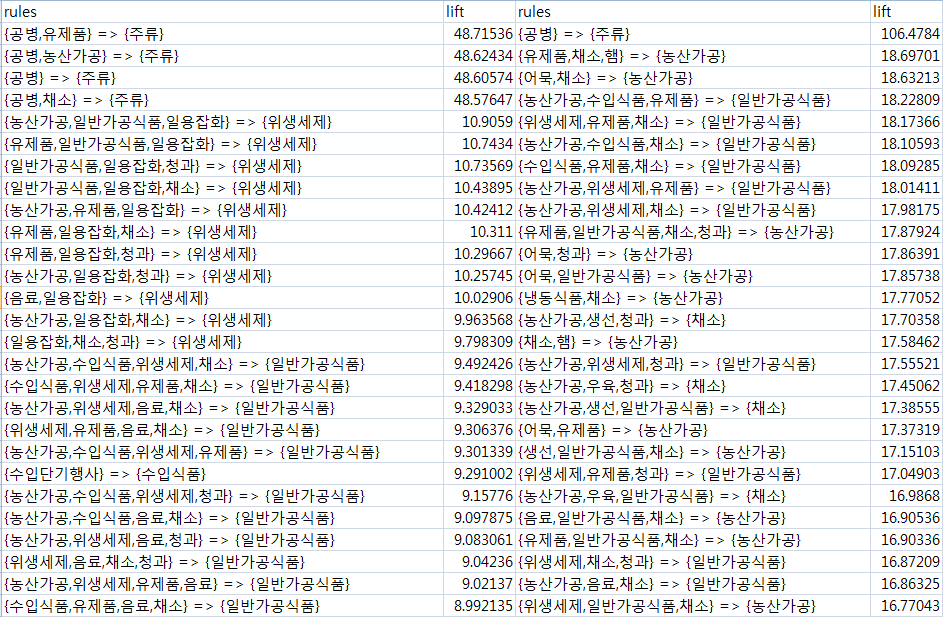 rules lift rules lift
{공병,유제품} => {주류} 48.71536 {공병} => {주류} 106.4784
{공병,농산가공} => {주류} 48.62434 {유제품,채소,햄} => {농산가공} 18.69701
{공병} => {주류} 48.60574 {어묵,채소} => {농산가공} 18.63213
{공병,채소} => {주류} 48.57647 {농산가공,수입식품,유제품} => {일반가공식품} 18.22809
{농산가공,일반가공식품,일용잡화} => {위생세제} 10.9059 {위생세제,유제품,채소} => {일반가공식품} 18.17366
{유제품,일반가공식품,일용잡화} => {위생세제} 10.7434 {농산가공,수입식품,채소} => {일반가공식품} 18.10593
{일반가공식품,일용잡화,청과} => {위생세제} 10.73569 {수입식품,유제품,채소} => {일반가공식품} 18.09285
{일반가공식품,일용잡화,채소} => {위생세제} 10.43895 {농산가공,위생세제,유제품} => {일반가공식품} 18.01411
{농산가공,유제품,일용잡화} => {위생세제} 10.42412 {농산가공,위생세제,채소} => {일반가공식품} 17.98175
{유제품,일용잡화,채소} => {위생세제} 10.311 {유제품,일반가공식품,채소,청과} => {농산가공} 17.87924
{유제품,일용잡화,청과} => {위생세제} 10.29667 {어묵,청과} => {농산가공} 17.86391
{농산가공,일용잡화,청과} => {위생세제} 10.25745 {어묵,일반가공식품} => {농산가공} 17.85738
{음료,일용잡화} => {위생세제} 10.02906 {냉동식품,채소} => {농산가공} 17.77052
{농산가공,일용잡화,채소} => {위생세제} 9.963568 {농산가공,생선,청과} => {채소} 17.70358
{일용잡화,채소,청과} => {위생세제} 9.798309 {채소,햄} => {농산가공} 17.58462
{농산가공,수입식품,위생세제,채소} => {일반가공식품} 9.492426 {농산가공,위생세제,청과} => {일반가공식품} 17.55521
{수입식품,위생세제,유제품,채소} => {일반가공식품} 9.418298 {농산가공,우육,청과} => {채소} 17.45062
{농산가공,위생세제,음료,채소} => {일반가공식품} 9.329033 {농산가공,생선,일반가공식품} => {채소} 17.38555
{위생세제,유제품,음료,채소} => {일반가공식품} 9.306376 {어묵,유제품} => {농산가공} 17.37319
{농산가공,수입식품,위생세제,유제품} => {일반가공식품} 9.301339 {생선,일반가공식품,채소} => {농산가공} 17.15103
{수입단기행사} => {수입식품} 9.291002 {위생세제,유제품,청과} => {일반가공식품} 17.04903
{농산가공,수입식품,위생세제,청과} => {일반가공식품} 9.15776 {농산가공,우육,일반가공식품} => {채소} 16.9868
{농산가공,수입식품,음료,채소} => {일반가공식품} 9.097875 {음료,일반가공식품,채소} => {농산가공} 16.90536
{농산가공,위생세제,음료,청과} => {일반가공식품} 9.083061 {유제품,일반가공식품,채소} => {농산가공} 16.90336
{위생세제,음료,채소,청과} => {일반가공식품} 9.04236 {위생세제,채소,청과} => {일반가공식품} 16.87209
{농산가공,위생세제,유제품,음료} => {일반가공식품} 9.02137 {농산가공,음료,채소} => {일반가공식품} 16.86325
{수입식품,유제품,음료,채소} => {일반가공식품} 8.992135 {위생세제,일반가공식품,채소} => {농산가공} 16.77043